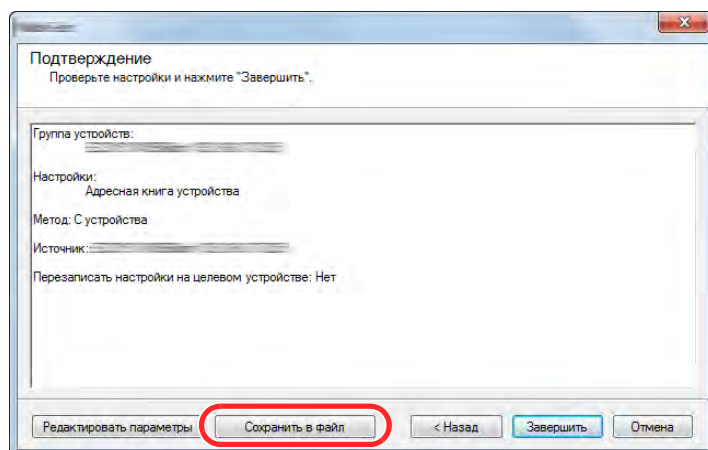 Подтверждение
Проверьте настройки и нажмите "Завершить".
Группа устройств:
Настройки:
Адресная книга устройства
Метод: С устройства
Источник:
Перезаписать настройки на целевом устройстве: Нет
Редактировать параметры Сохранить в файл < Назад Завершить Отмена